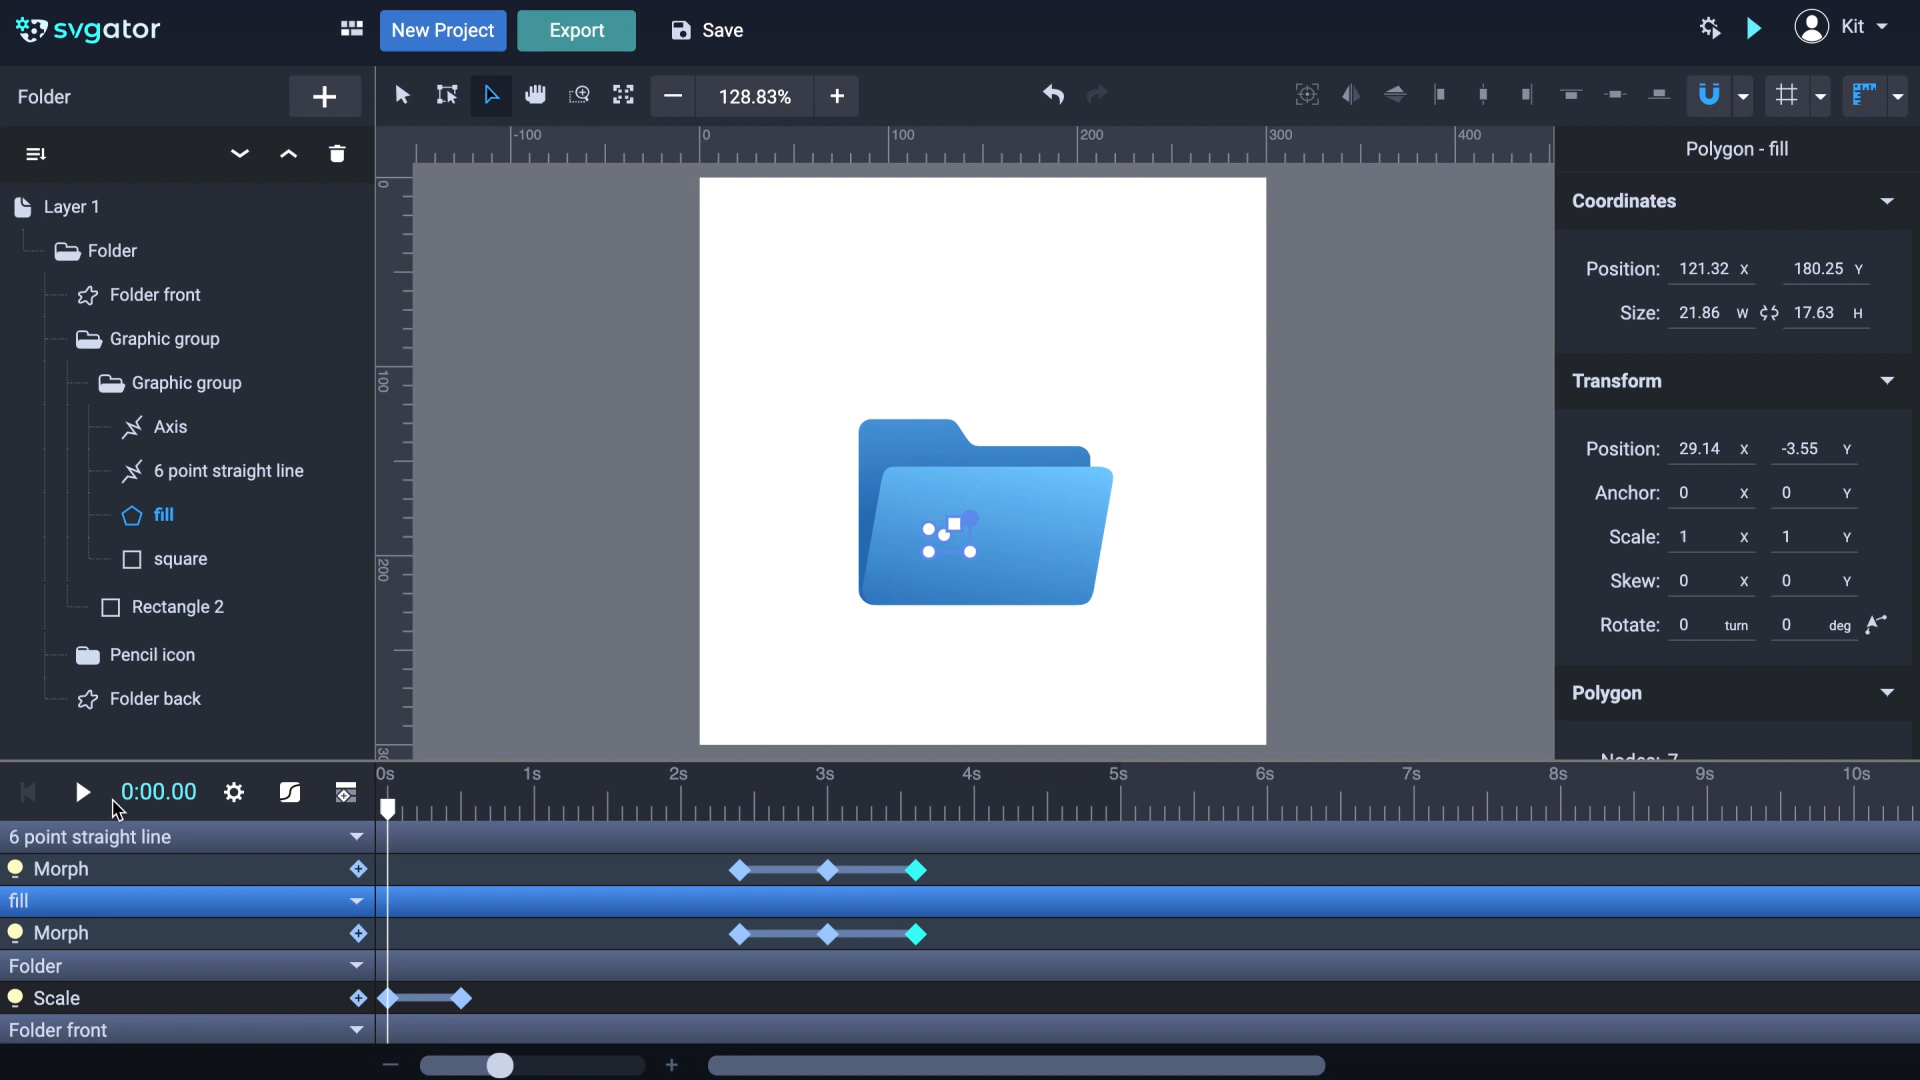 svgator
New Project
Export
Save
Kit
Folder
128.83%
-100
0
100
200
300
400
Polygon - fill
Layer 1
Folder
Folder front
Graphic group
Graphic group
Axis
6 point straight line
fill
square
Rectangle 2
Pencil icon
Folder back
0
100
200
Coordinates
Position: 121.32 X 180.25 Y
Size: 21.86 W 17.63 H
Transform
Position: 29.14 X -3.55 Y
Anchor: 0 X 0 Y
Scale: 1 X 1 Y
Skew: 0 X 0 Y
Rotate: 0 turn 0 deg
Polygon
Nodes: 7
0:00.00
0s 1s 2s 3s 4s 5s 6s 7s 8s 9s 10s
6 point straight line
Morph
fill
Morph
Folder
Scale
Folder front